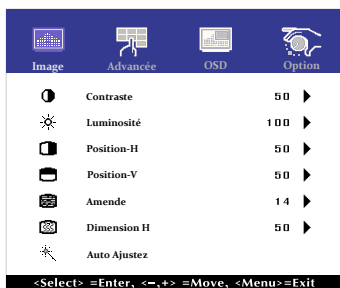 Image Advancée OSD Option
Contraste 50
Luminosité 100
Position-H 50
Position-V 50
Amende 14
Dimension H 50
Auto Ajustez
<Select> =Enter, <−,+> =Move, <Menu>=Exit